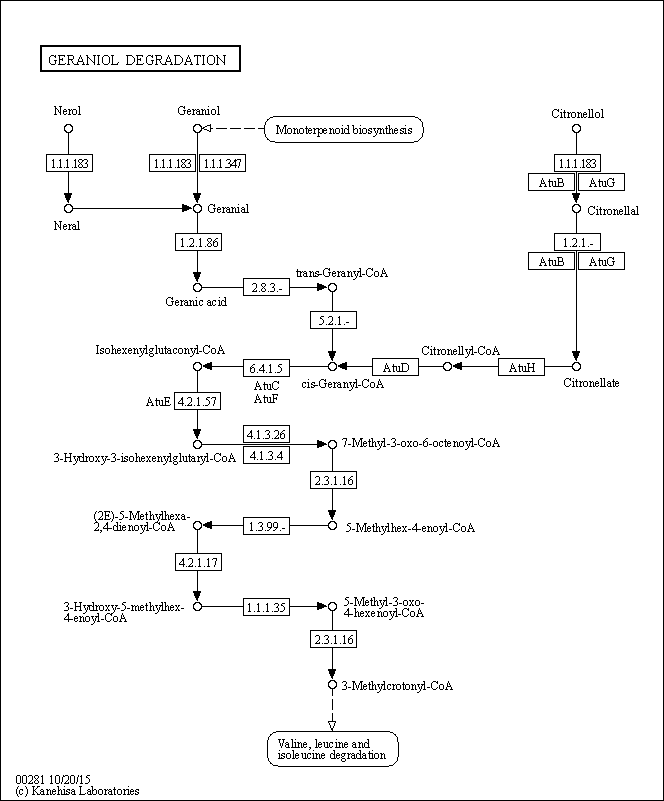 GERANIOL DEGRADATION
Nerol
Geraniol
Monoterpenoid biosynthesis
Citronellol
1.1.1.183
1.1.1.183
1.1.1.347
1.1.1.183
AtuB
AtuG
Neral
Geranial
Citronellal
1.2.1.86
1.2.1.-
AtuB
AtuG
Geranic acid
2.8.3.-
trans-Geranyl-CoA
5.2.1.-
Isohexenylglutaconyl-CoA
6.4.1.5
AtuC
AtuF
cis-Geranyl-CoA
AtuD
Citronellyl-CoA
AtuH
Citronellate
AtuE
4.2.1.57
3-Hydroxy-3-isohexenylglutaryl-CoA
4.1.3.26
4.1.3.4
7-Methyl-3-oxo-6-octenoyl-CoA
2.3.1.16
(2E)-5-Methylhexa-
2,4-dienoyl-CoA
1.3.99.-
5-Methylhex-4-enoyl-CoA
4.2.1.17
3-Hydroxy-5-methylhex-
4-enoyl-CoA
1.1.1.35
5-Methyl-3-oxo-
4-hexenoyl-CoA
2.3.1.16
3-Methylcrotonyl-CoA
Valine, leucine and
isoleucine degradation
00281 10/20/15
(c) Kanehisa Laboratories